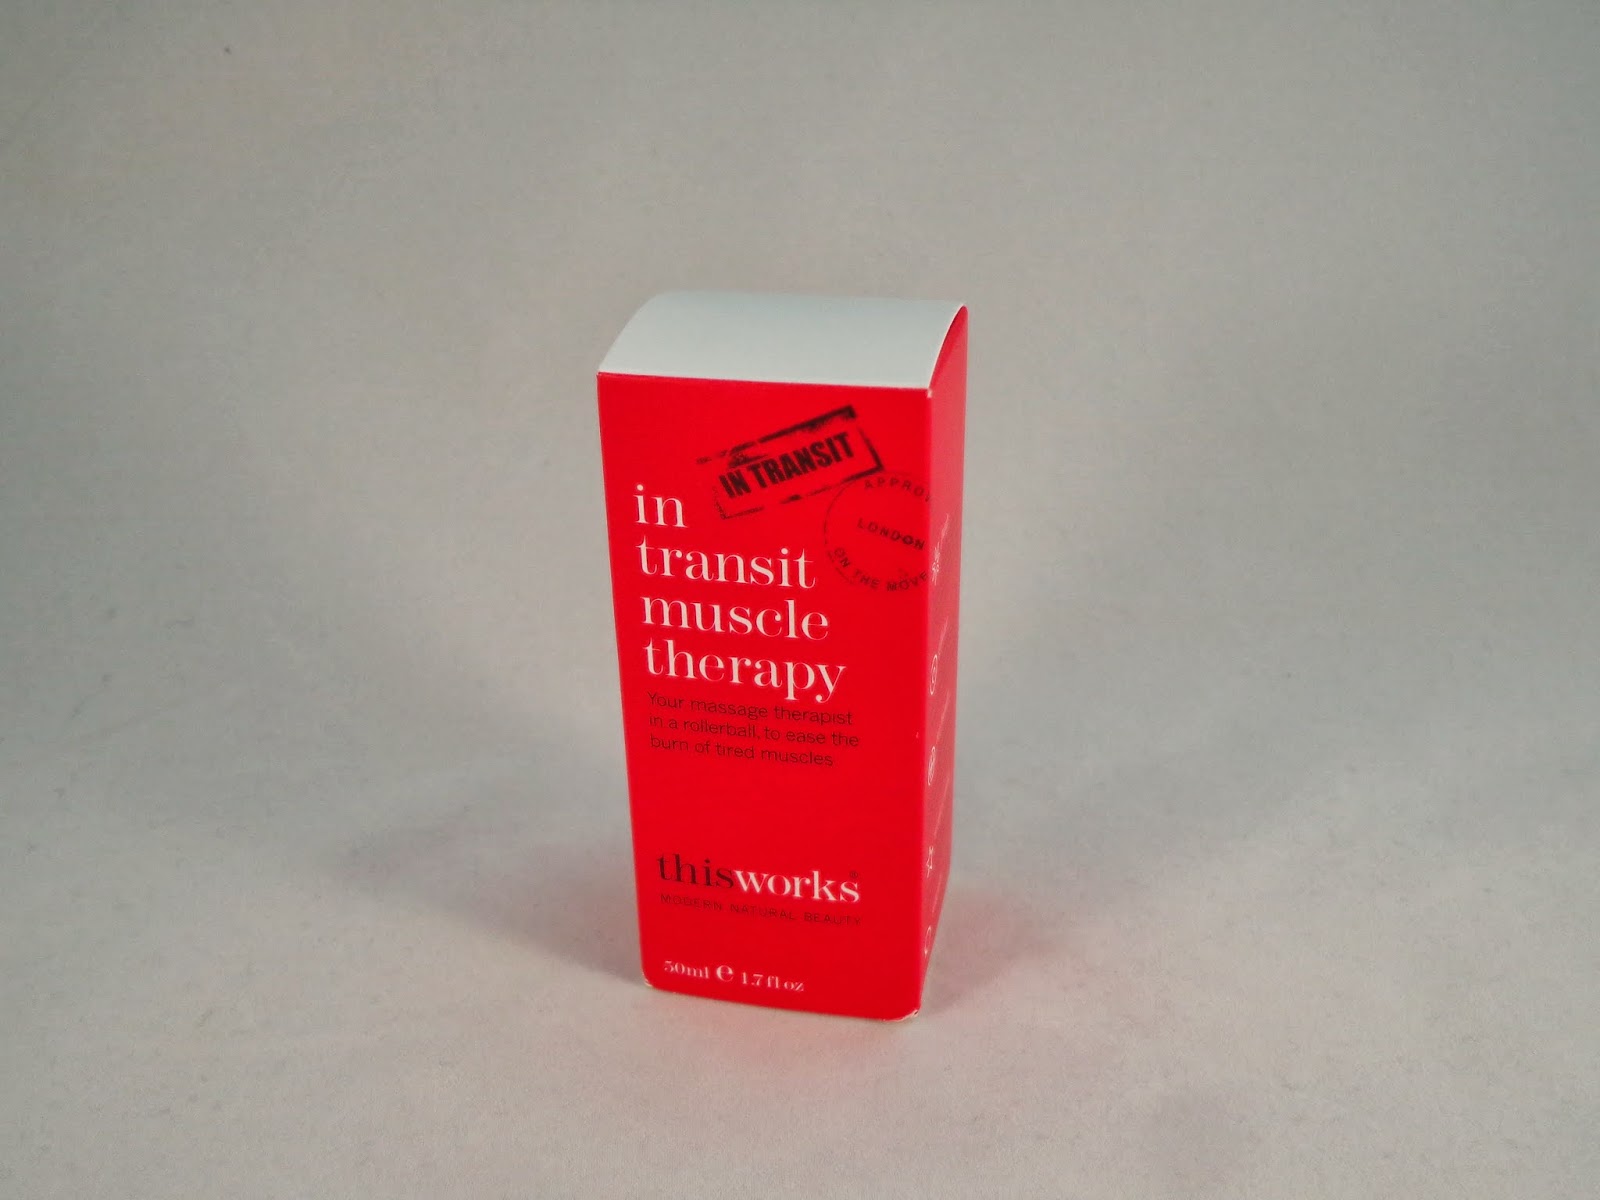 IN TRANSIT
LONDON
ON THE MOVE
in
transit
muscle
therapy
Your massage therapist
in a rollerball, to ease the
burn of tired muscles
thisworks®
MODERN NATURAL BEAUTY
50ml e 1.7 fl oz